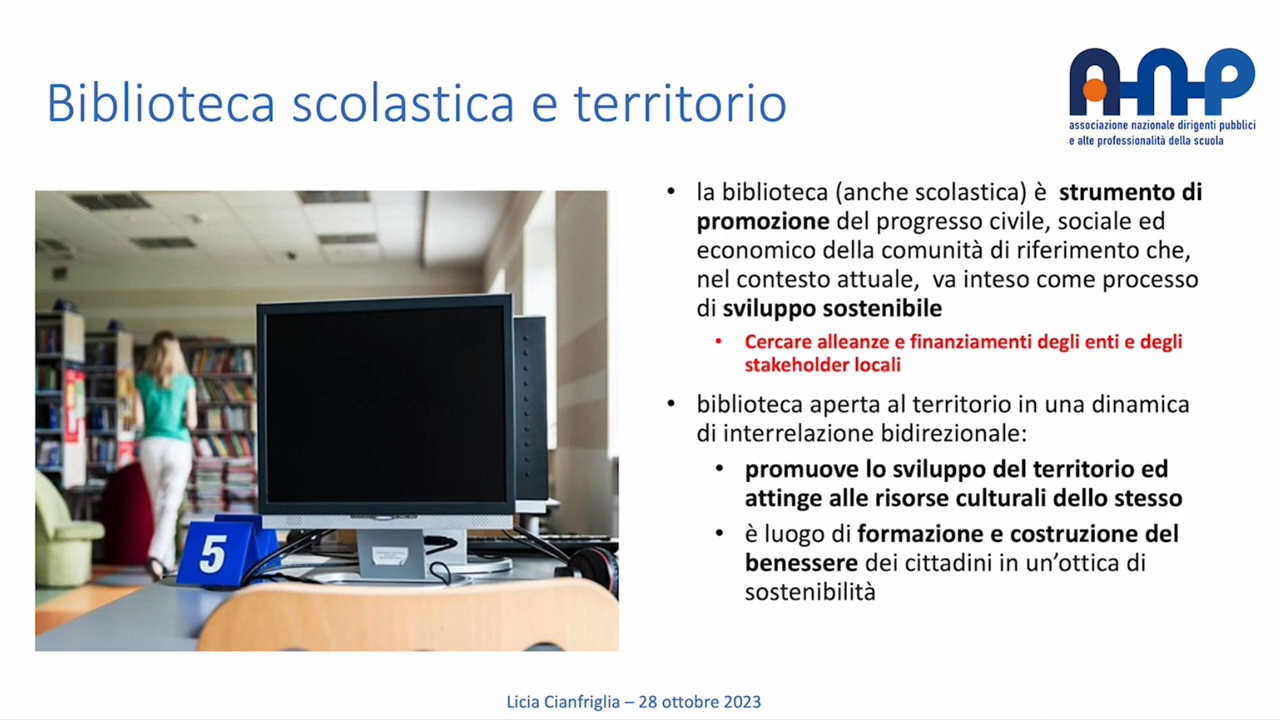 Biblioteca scolastica e territorio
ANP
associazione nazionale dirigenti pubblici
e alte professionalità della scuola
• la biblioteca (anche scolastica) è strumento di
promozione del progresso civile, sociale ed
economico della comunità di riferimento che,
nel contesto attuale, va inteso come processo
di sviluppo sostenibile
• Cercare alleanze e finanziamenti degli enti e degli
stakeholder locali
• biblioteca aperta al territorio in una dinamica
di interrelazione bidirezionale:
• promuove lo sviluppo del territorio ed
attinge alle risorse culturali dello stesso
• è luogo di formazione e costruzione del
benessere dei cittadini in un’ottica di
sostenibilità
5
Licia Cianfriglia – 28 ottobre 2023